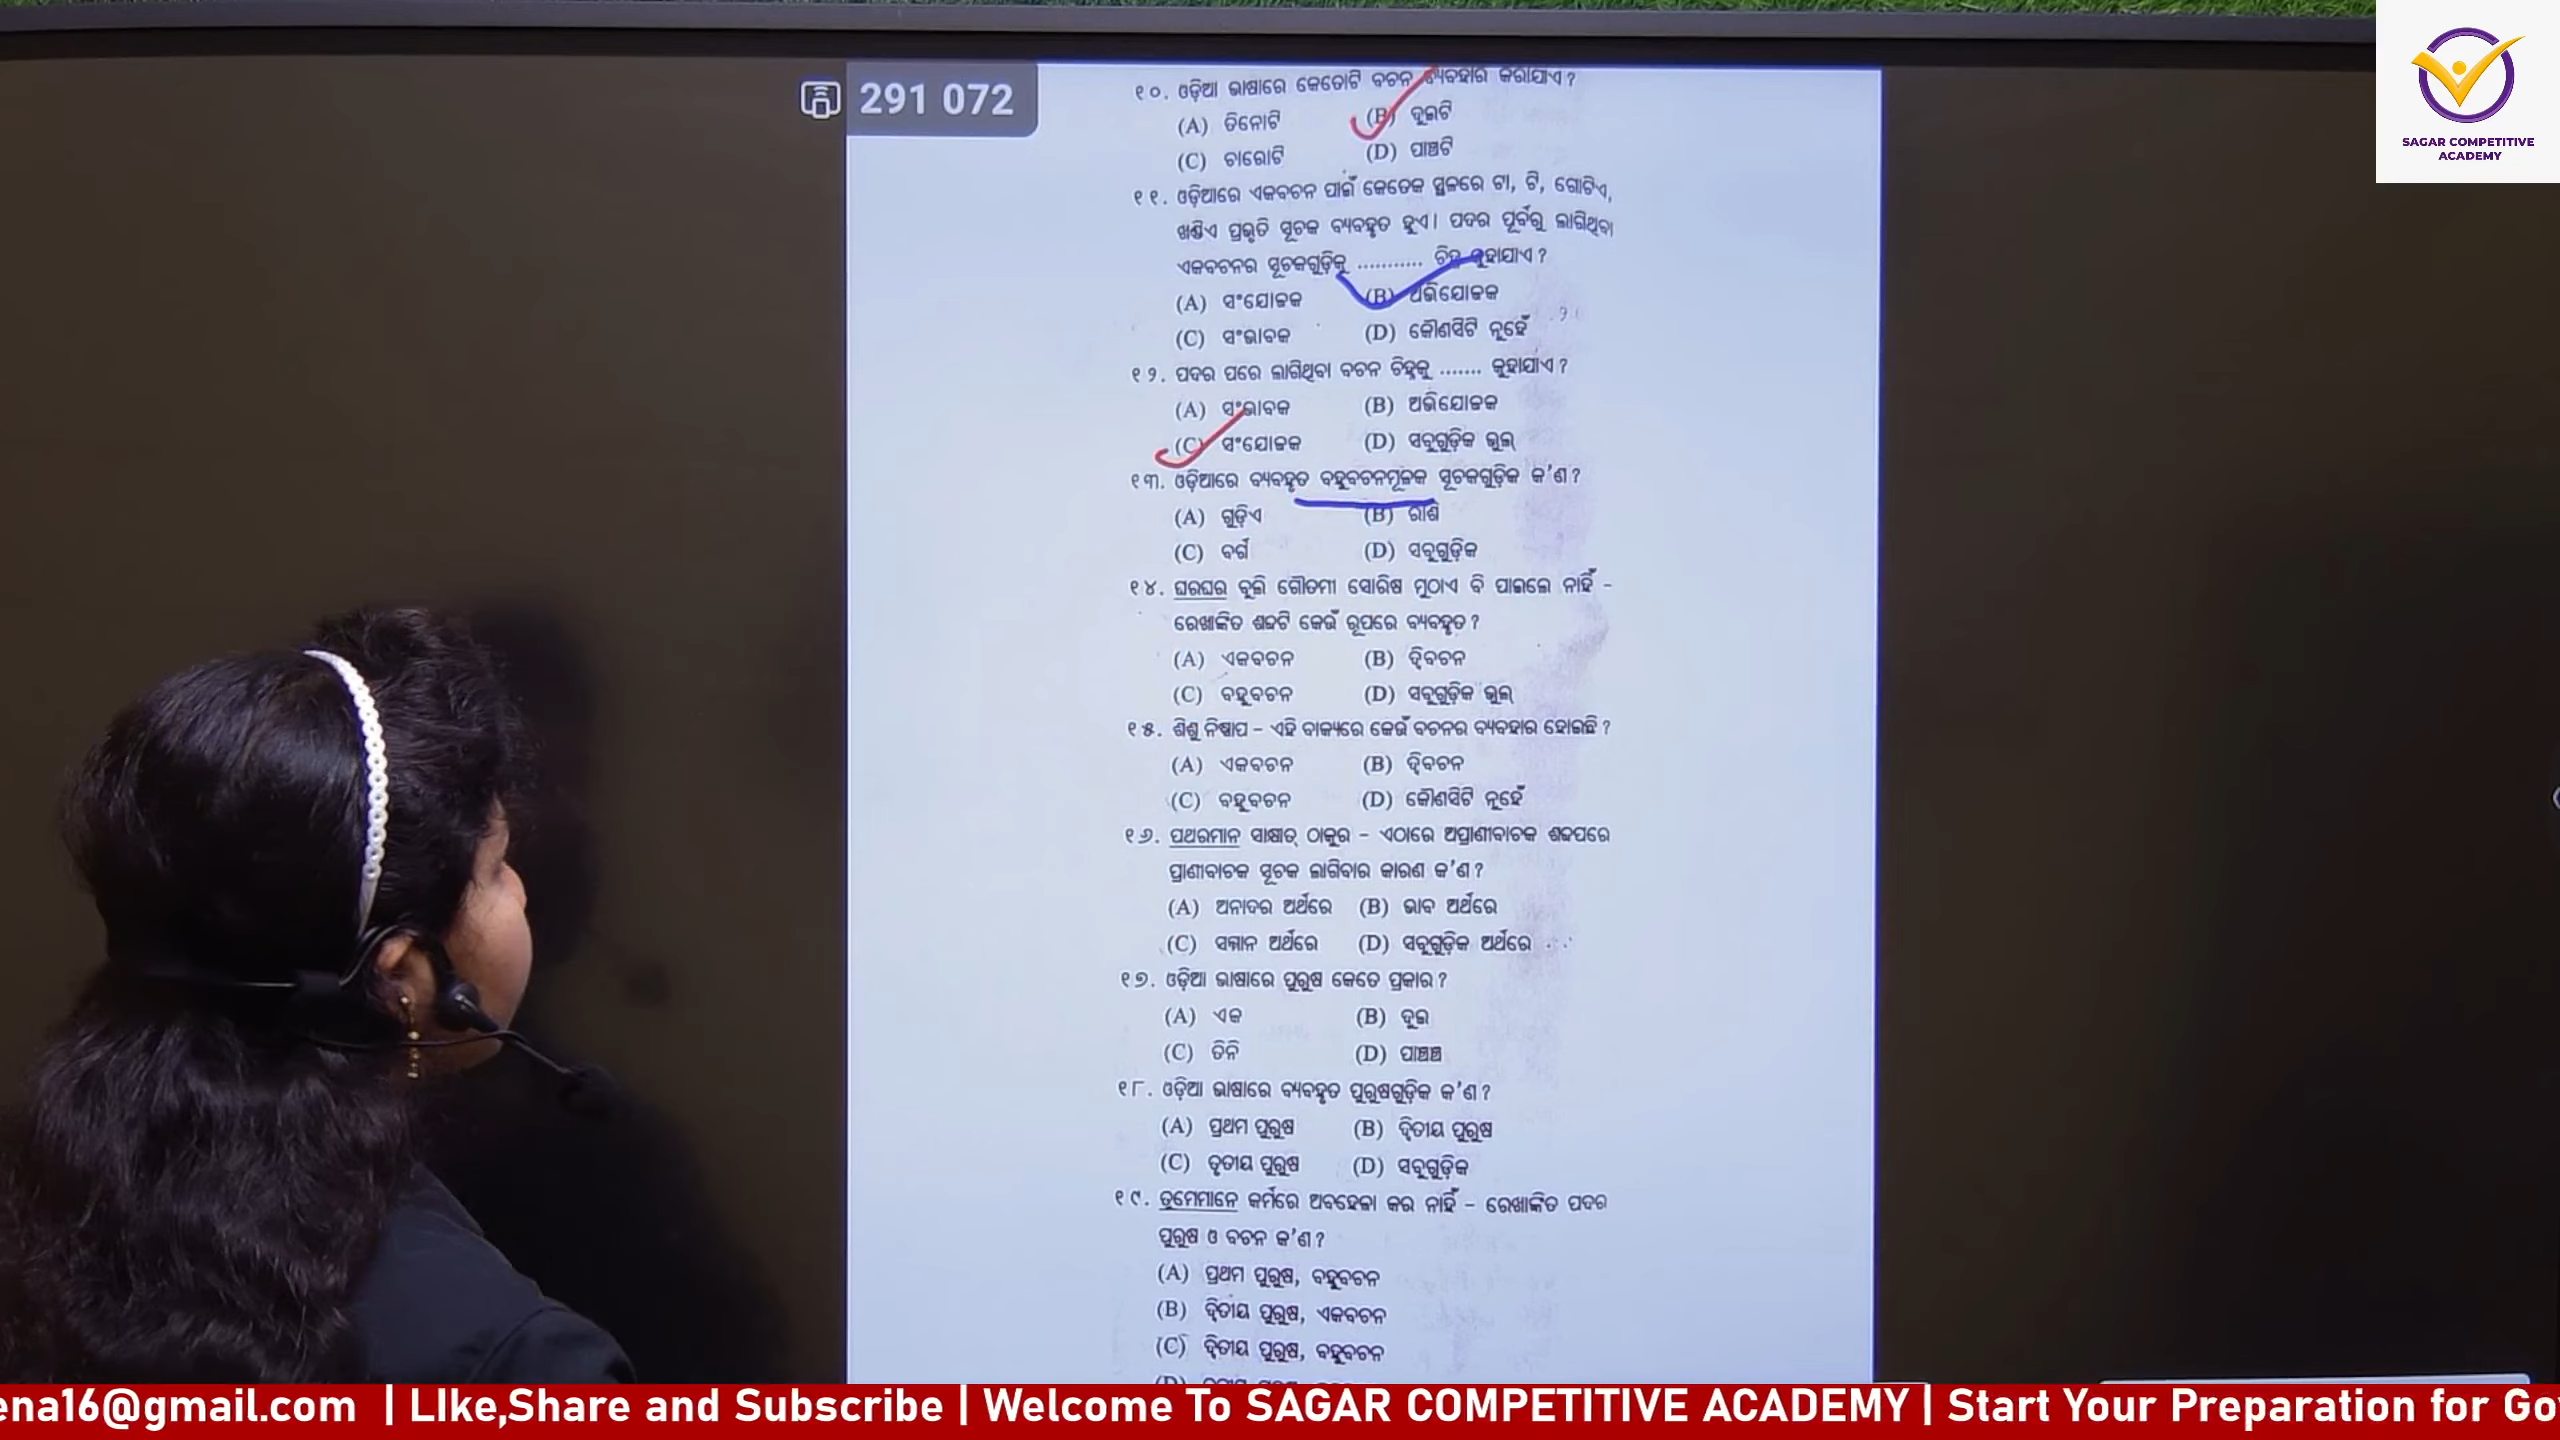 SAGAR COMPETITIVE
ACADEMY
291 072
୧୦. ଓଡ଼ିଆ ଭାଷାରେ କେତୋଟି ବଚନ ବ୍ୟବହାର କରାଯାଏ ?
(A) ତିନୋଟି (B) ଦୁଇଟି
(C) ଚାରୋଟି (D) ପାଞ୍ଚଟି
୧୧. ଓଡ଼ିଆରେ ଏକବଚନ ପାଇଁ କେତେକ ସ୍ଥଳରେ ଟା, ଟି, ଗୋଟିଏ,
ଖଣ୍ଡିଏ ପ୍ରଭୃତି ସୂଚକ ବ୍ୟବହୃତ ହୁଏ। ପଦର ପୂର୍ବରୁ ଲାଗିଥିବା
ଏକବଚନର ସୂଚକଗୁଡ଼ିକୁ ........... ଚିହ୍ନ କୁହାଯାଏ ?
(A) ସଂଯୋଜକ (B) ଅଭିଯୋଜକ
(C) ସଂଭାବକ (D) କୌଣସିଟି ନୁହେଁ
୧୨. ପଦର ପରେ ଲାଗିଥିବା ବଚନ ଚିହ୍ନକୁ ....... କୁହାଯାଏ ?
(A) ସଂଭାବକ (B) ଅଭିଯୋଜକ
(C) ସଂଯୋଜକ (D) ସବୁଗୁଡ଼ିକ ଭୁଲ୍
୧୩. ଓଡ଼ିଆରେ ବ୍ୟବହୃତ ବହୁବଚନମୂଳକ ସୂଚକଗୁଡ଼ିକ କ'ଣ ?
(A) ଗୁଡ଼ିଏ (B) ରାଶି
(C) ବର୍ଗ (D) ସବୁଗୁଡ଼ିକ
୧୪. ଘରଘର ବୁଲି ଗୌତମୀ ସୋରିଷ ମୁଠାଏ ବି ପାଇଲେ ନାହିଁ -
ରେଖାଙ୍କିତ ଶବ୍ଦଟି କେଉଁ ରୂପରେ ବ୍ୟବହୃତ ?
(A) ଏକବଚନ (B) ଦ୍ୱିବଚନ
(C) ବହୁବଚନ (D) ସବୁଗୁଡ଼ିକ ଭୁଲ୍
୧୫. ଶିଶୁ ନିଷ୍ପାପ - ଏହି ବାକ୍ୟରେ କେଉଁ ବଚନର ବ୍ୟବହାର ହୋଇଛି ?
(A) ଏକବଚନ (B) ଦ୍ୱିବଚନ
(C) ବହୁବଚନ (D) କୌଣସିଟି ନୁହେଁ
୧୬. ପଥରମାନ ସାକ୍ଷାତ୍ ଠାକୁର - ଏଠାରେ ଅପ୍ରାଣୀବାଚକ ଶବ୍ଦପରେ
ପ୍ରାଣୀବାଚକ ସୂଚକ ଲାଗିବାର କାରଣ କ'ଣ ?
(A) ଅନାଦର ଅର୍ଥରେ (B) ଭାବ ଅର୍ଥରେ
(C) ସମ୍ମାନ ଅର୍ଥରେ (D) ସବୁଗୁଡ଼ିକ ଅର୍ଥରେ
୧୭. ଓଡ଼ିଆ ଭାଷାରେ ପୁରୁଷ କେତେ ପ୍ରକାର ?
(A) ଏକ (B) ଦୁଇ
(C) ତିନି (D) ପାଞ୍ଚଞ୍ଚ
୧୮. ଓଡ଼ିଆ ଭାଷାରେ ବ୍ୟବହୃତ ପୁରୁଷଗୁଡ଼ିକ କ'ଣ ?
(A) ପ୍ରଥମ ପୁରୁଷ (B) ଦ୍ୱିତୀୟ ପୁରୁଷ
(C) ତୃତୀୟ ପୁରୁଷ (D) ସବୁଗୁଡ଼ିକ
୧୯. ତୁମେମାନେ କର୍ମରେ ଅବହେଳା କର ନାହିଁ - ରେଖାଙ୍କିତ ପଦର
ପୁରୁଷ ଓ ବଚନ କ'ଣ ?
(A) ପ୍ରଥମ ପୁରୁଷ, ବହୁବଚନ
(B) ଦ୍ୱିତୀୟ ପୁରୁଷ, ଏକବଚନ
(C) ଦ୍ୱିତୀୟ ପୁରୁଷ, ବହୁବଚନ
ena16@gmail.com | LIke,Share and Subscribe | Welcome To SAGAR COMPETITIVE ACADEMY | Start Your Preparation for Go